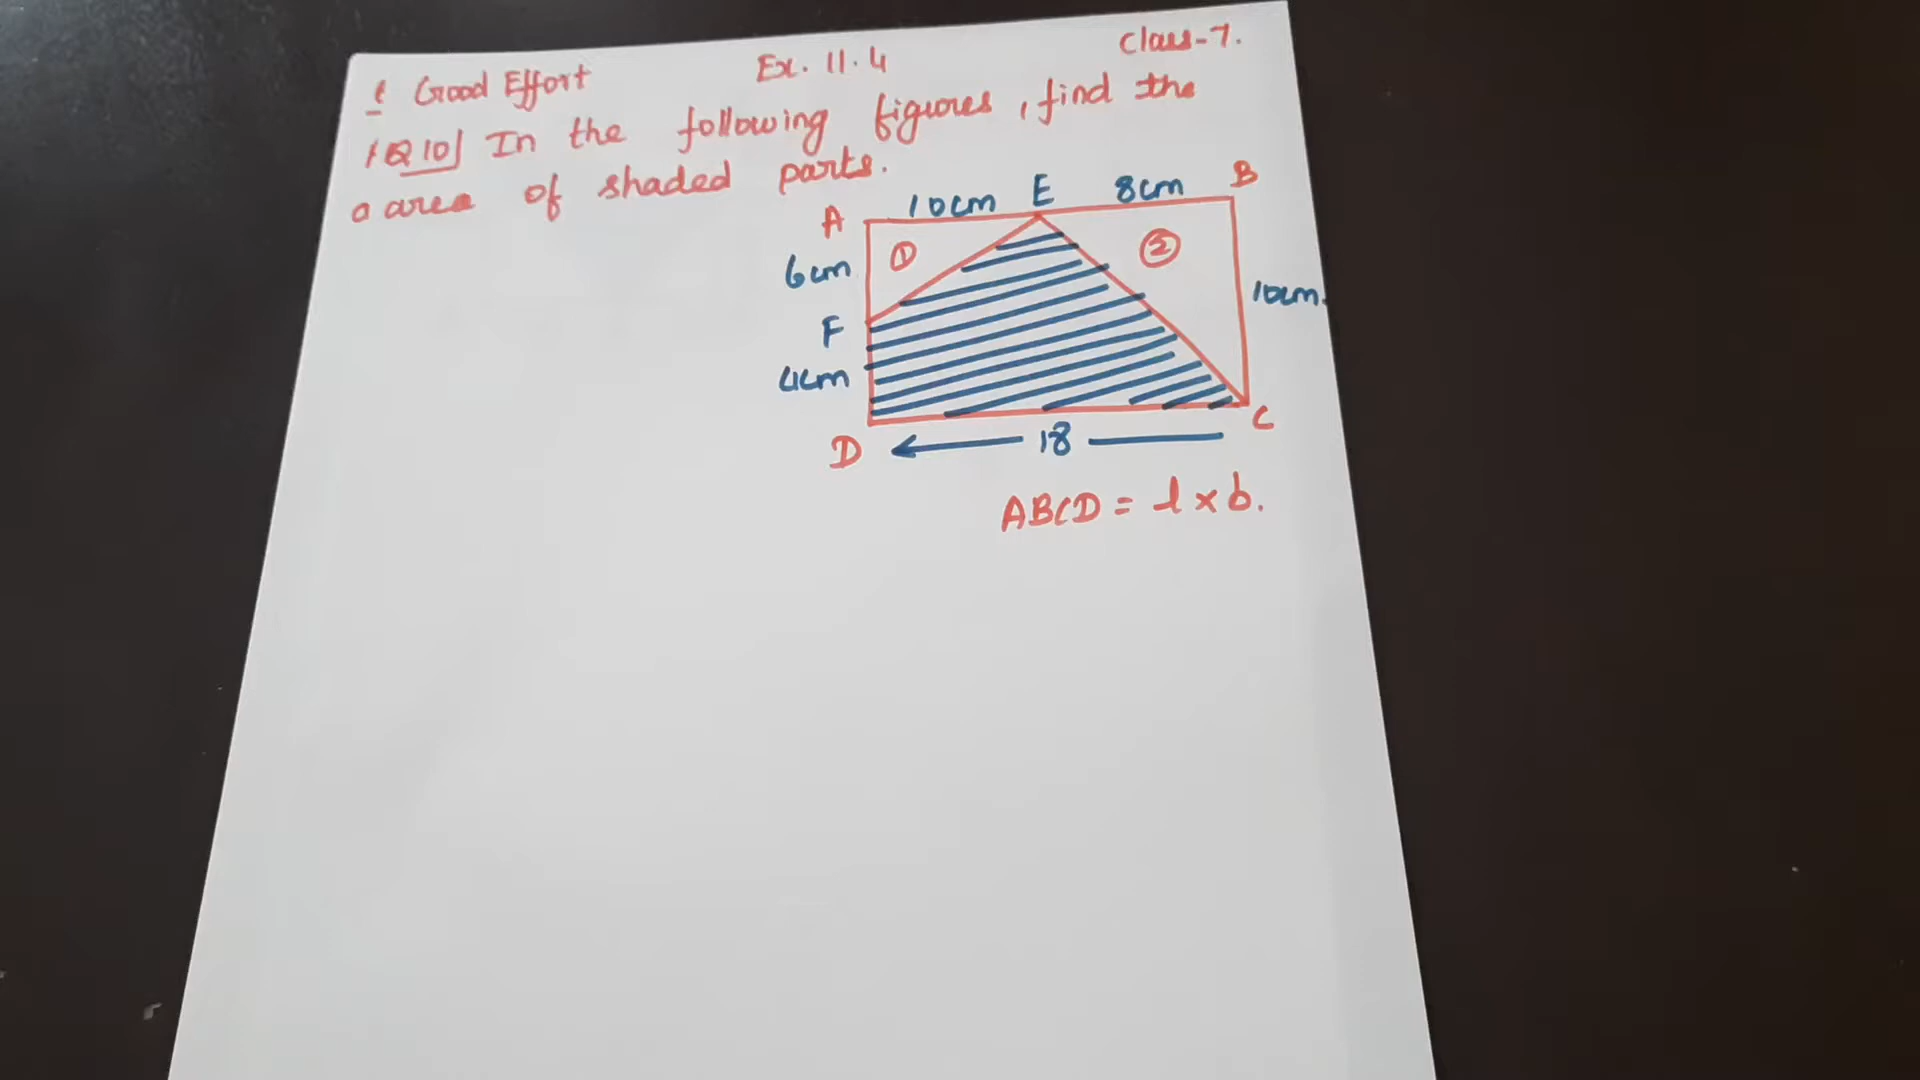 Good Effort Ex. 11.4 Class-7.
Q10 In the following figures, find the
area of shaded parts.
A 10cm E 8cm B
6cm 1 2
F 10cm.
4cm
D 18 C
ABCD = l × b.